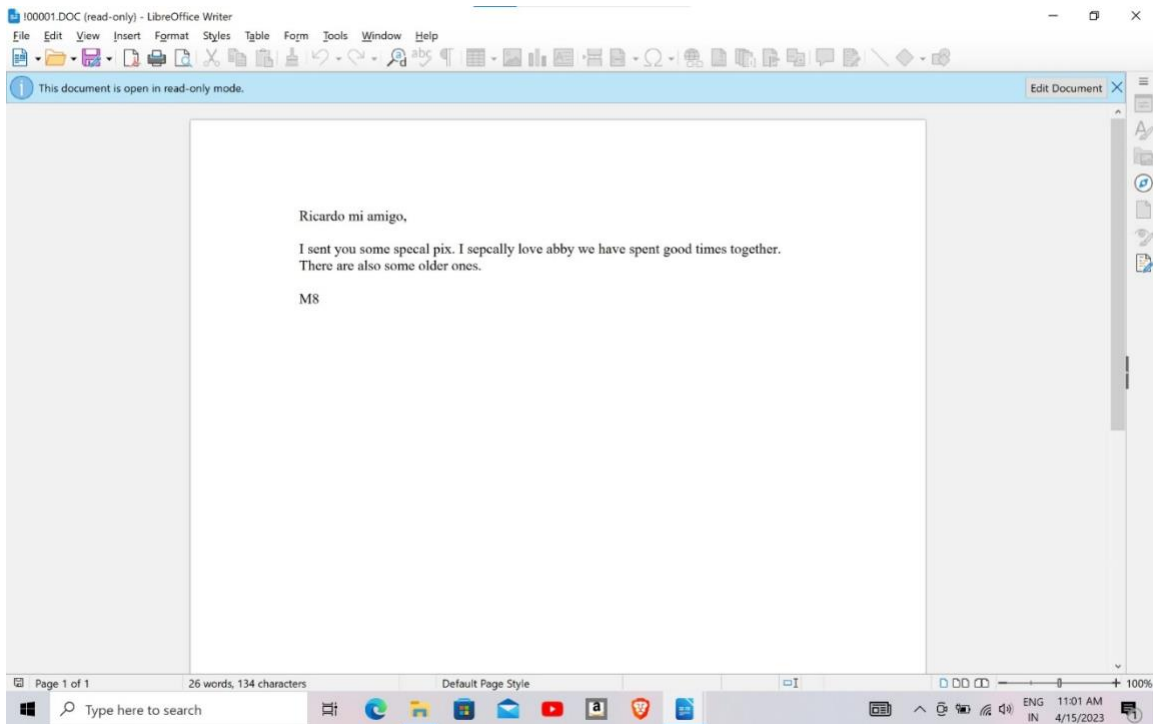 !00001.DOC (read-only) - LibreOffice Writer
File Edit View Insert Format Styles Table Form Tools Window Help
This document is open in read-only mode.
Edit Document
Ricardo mi amigo,
I sent you some specal pix. I sepcally love abby we have spent good times together.
There are also some older ones.
M8
Page 1 of 1 26 words, 134 characters Default Page Style 100%
Type here to search
ENG 11:01 AM
IN 4/15/2023